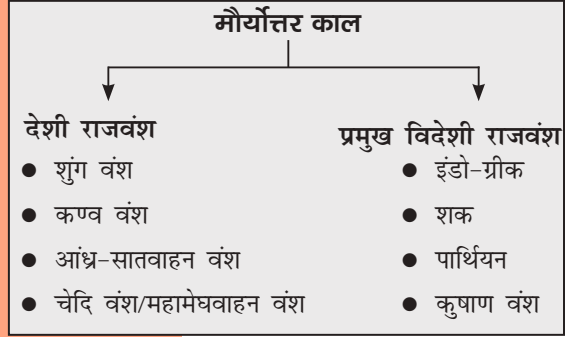 मौर्योत्तर काल
देशी राजवंश
● शुंग वंश
● कण्व वंश
● आंध्र-सातवाहन वंश
● चेदि वंश/महामेघवाहन वंश
प्रमुख विदेशी राजवंश
● इंडो-ग्रीक
● शक
● पार्थियन
● कुषाण वंश